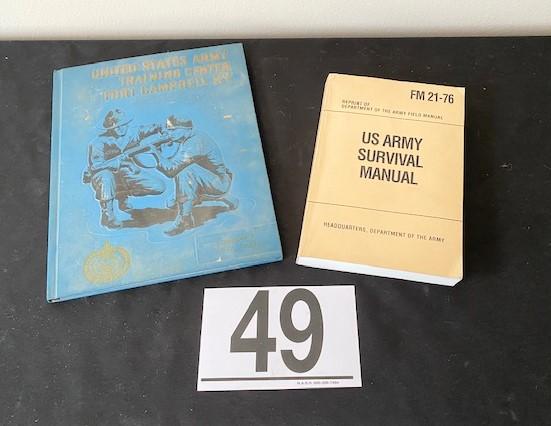 UNITED STATES ARMY
TRAINING CENTER
FORT CAMPBELL KY.
FM 21-76
REPRINT OF
DEPARTMENT OF THE ARMY FIELD MANUAL
US ARMY
SURVIVAL
MANUAL
HEADQUARTERS, DEPARTMENT OF THE ARMY
49